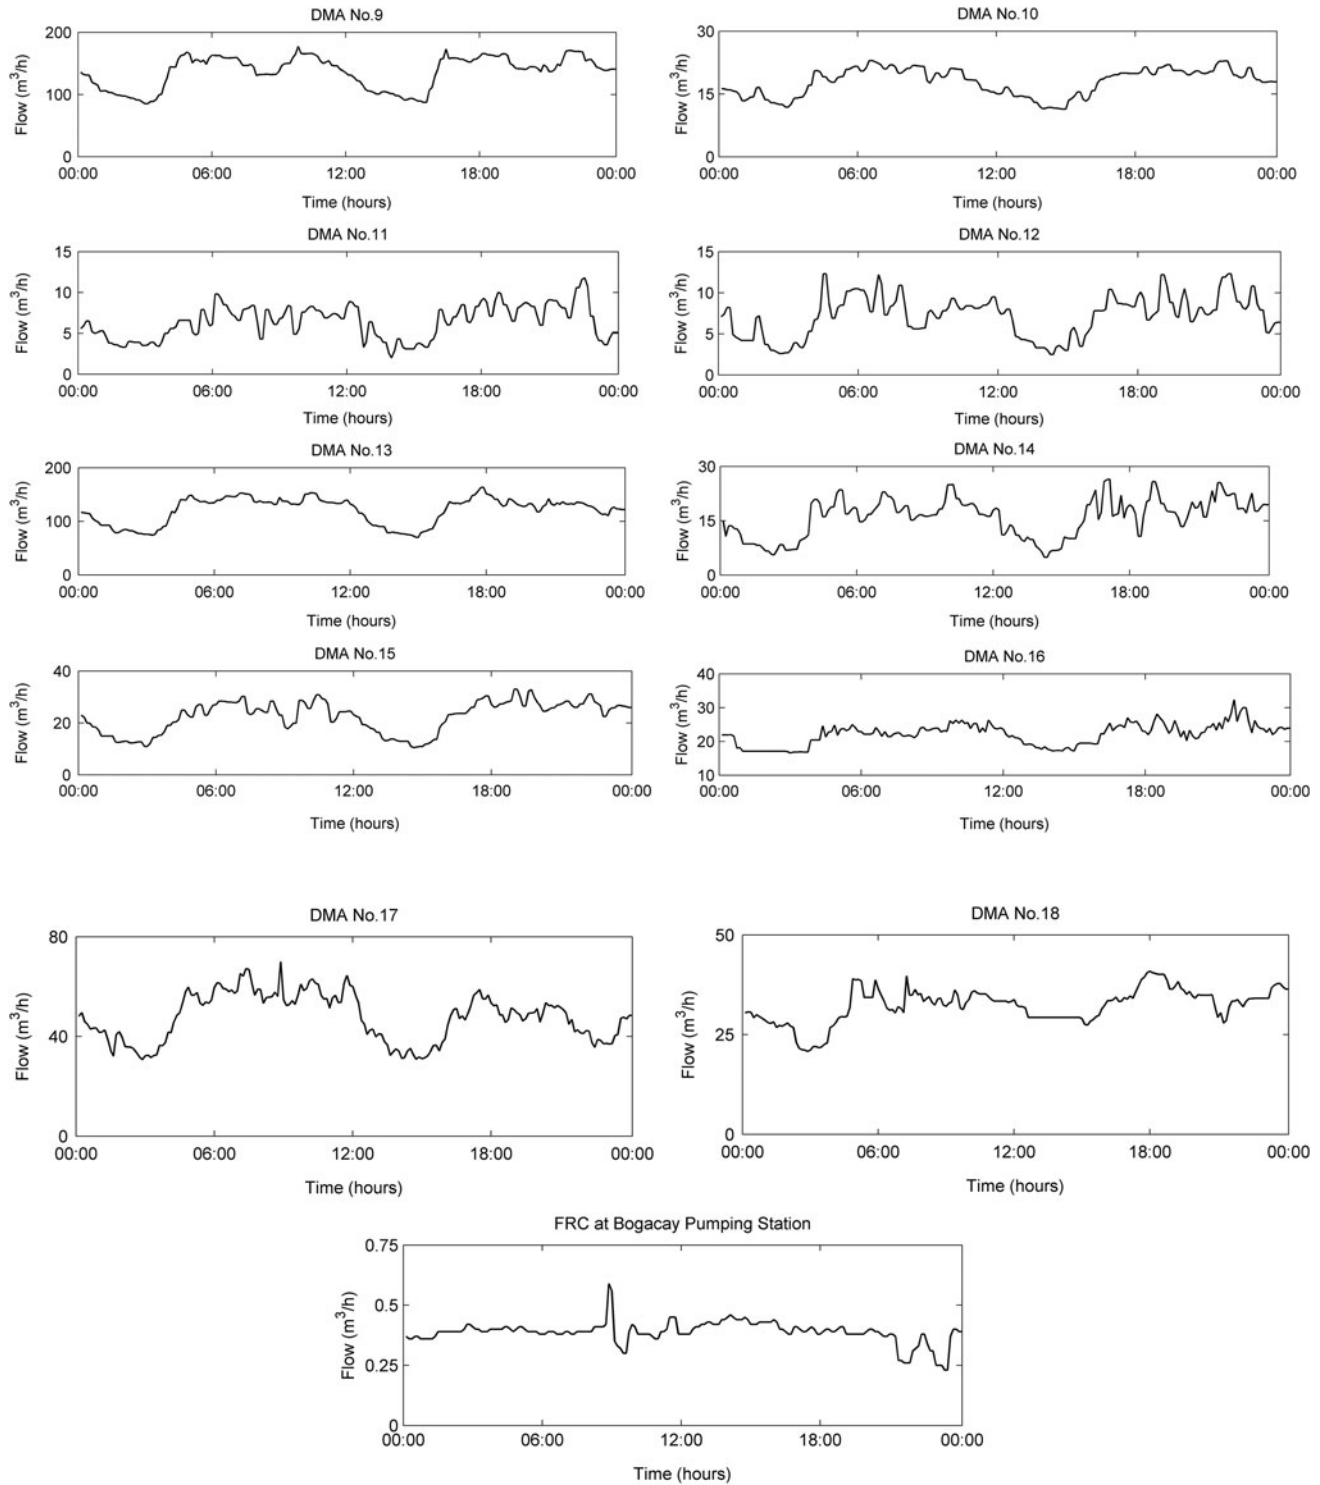 DMA No.9
200
100
0
Flow (m³/h)
00:00 06:00 12:00 18:00 00:00
Time (hours)
DMA No.10
30
15
0
Flow (m³/h)
00:00 06:00 12:00 18:00 00:00
Time (hours)
DMA No.11
15
10
5
0
Flow (m³/h)
00:00 06:00 12:00 18:00 00:00
Time (hours)
DMA No.12
15
10
5
0
Flow (m³/h)
00:00 06:00 12:00 18:00 00:00
Time (hours)
DMA No.13
200
100
0
Flow (m³/h)
00:00 06:00 12:00 18:00 00:00
Time (hours)
DMA No.14
30
15
0
Flow (m³/h)
00:00 06:00 12:00 18:00 00:00
Time (hours)
DMA No.15
40
20
0
Flow (m³/h)
00:00 06:00 12:00 18:00 00:00
Time (hours)
DMA No.16
40
30
20
10
Flow (m³/h)
00:00 06:00 12:00 18:00 00:00
Time (hours)
DMA No.17
80
40
0
Flow (m³/h)
00:00 06:00 12:00 18:00 00:00
Time (hours)
DMA No.18
50
25
0
Flow (m³/h)
00:00 06:00 12:00 18:00 00:00
Time (hours)
FRC at Bogacay Pumping Station
0.75
0.5
0.25
0
Flow (m³/h)
00:00 06:00 12:00 18:00 00:00
Time (hours)